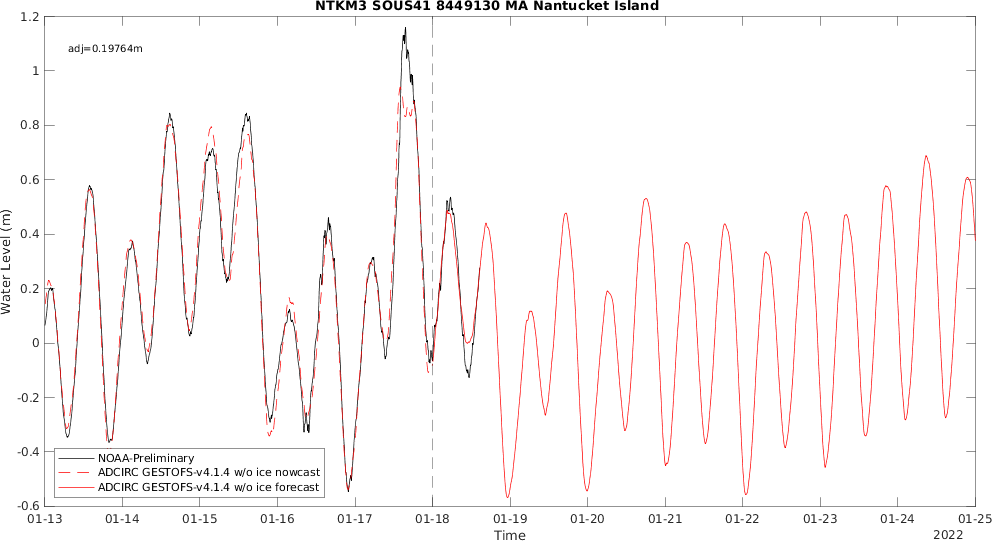 NTKM3 SOUS41 8449130 MA Nantucket Island
1.2
1
0.8
0.6
0.4
0.2
0
-0.2
-0.4
-0.6
Water Level (m)
adj=0.19764m
NOAA-Preliminary
ADCIRC GESTOFS-v4.1.4 w/o ice nowcast
ADCIRC GESTOFS-v4.1.4 w/o ice forecast
01-13 01-14 01-15 01-16 01-17 01-18 01-19 01-20 01-21 01-22 01-23 01-24 01-25
Time
2022